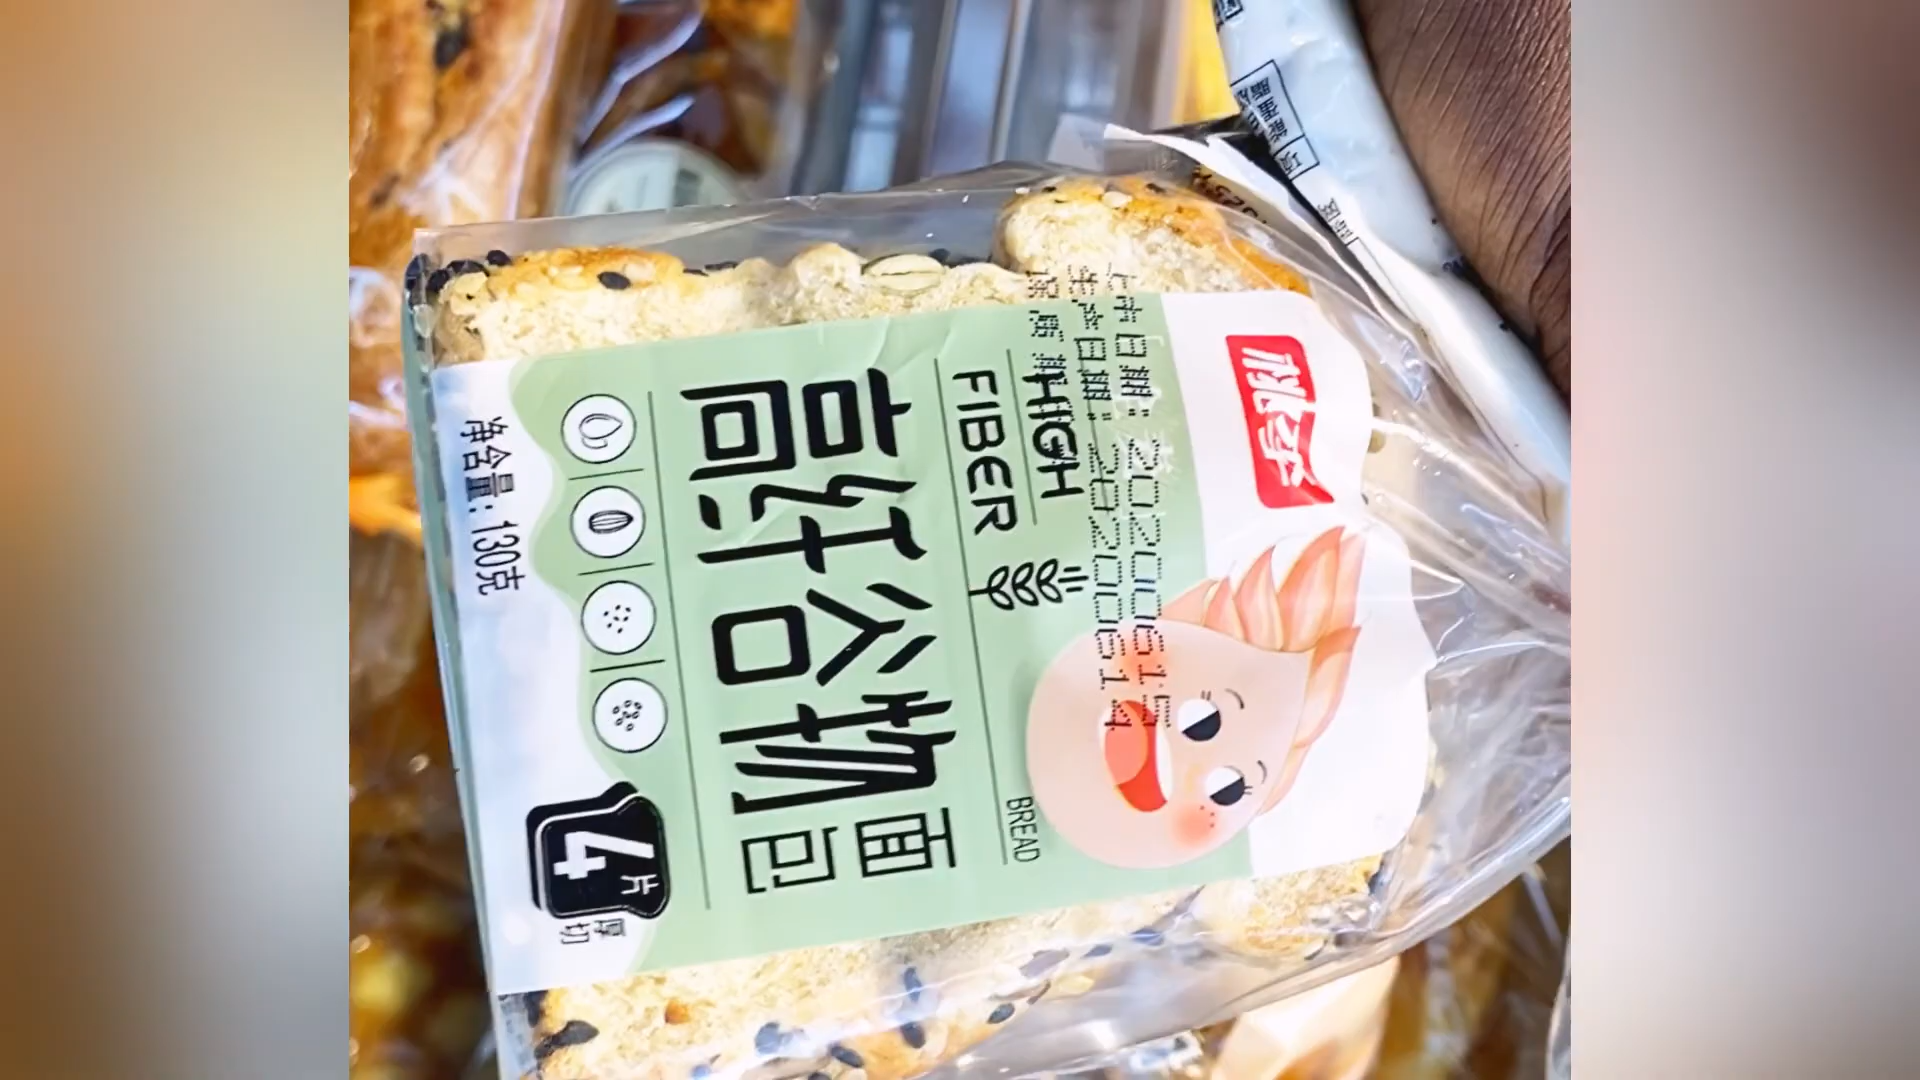 桃李
上市日期: 20200615
生产日期: 20200614
保质期
HIGH
FIBER
高纤谷物
面包
BREAD
4片
厚切
净含量: 130克